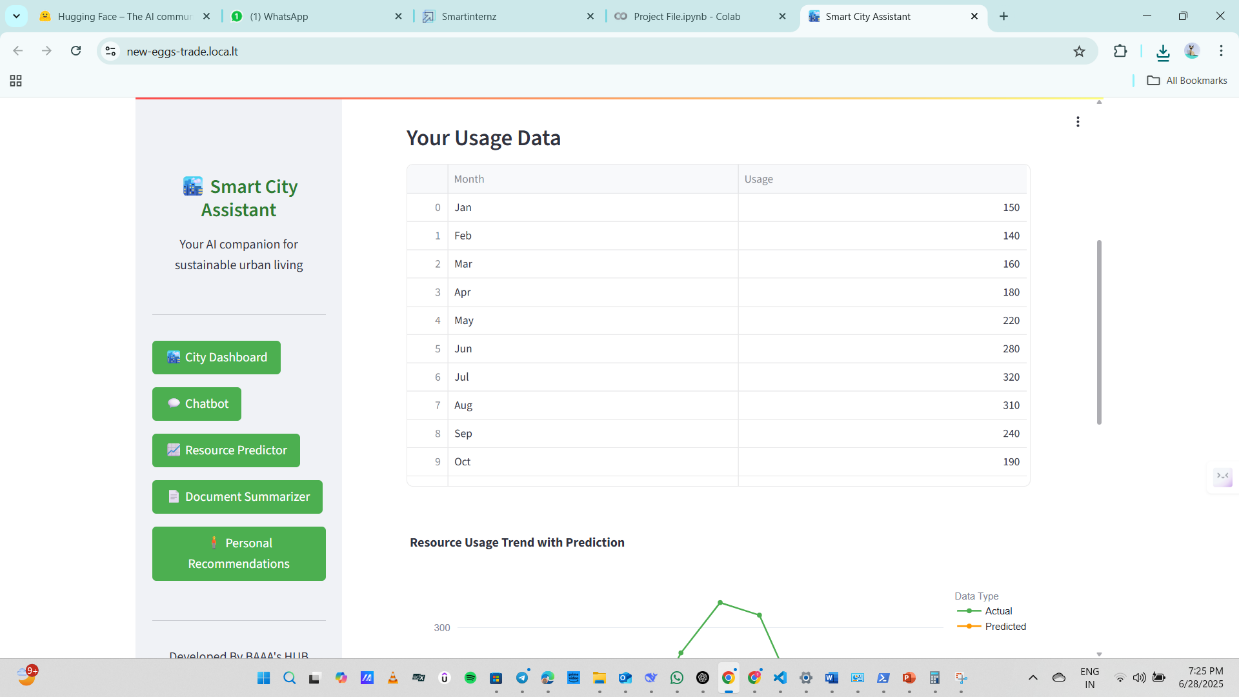 Hugging Face – The AI commu
(1) WhatsApp
Smartinternz
Project File.ipynb - Colab
Smart City Assistant
new-eggs-trade.loca.lt
All Bookmarks
Smart City
Assistant
Your AI companion for
sustainable urban living
City Dashboard
Chatbot
Resource Predictor
Document Summarizer
Personal
Recommendations
Developed By BAAA's HUB
Your Usage Data
Month Usage
0 Jan 150
1 Feb 140
2 Mar 160
3 Apr 180
4 May 220
5 Jun 280
6 Jul 320
7 Aug 310
8 Sep 240
9 Oct 190
Resource Usage Trend with Prediction
Data Type
Actual
Predicted
300
9+
ENG
IN
7:25 PM
6/28/2025